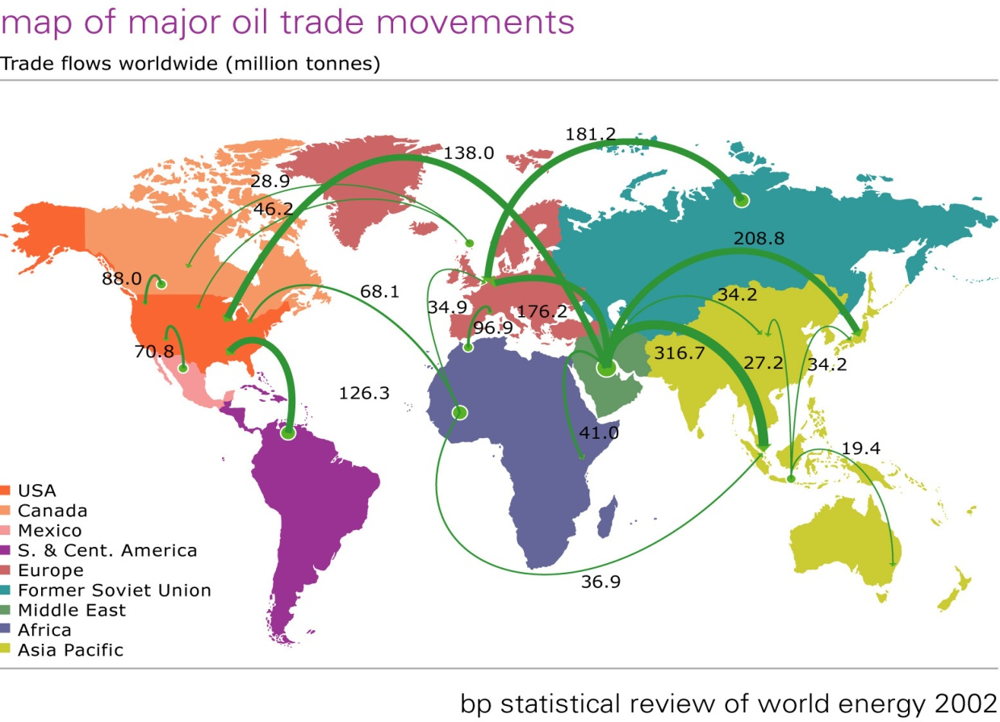 map of major oil trade movements
Trade flows worldwide (million tonnes)
181.2
138.0
28.9
46.2
208.8
88.0
68.1
34.9
176.2
34.2
96.9
70.8
316.7
27.2
34.2
126.3
41.0
19.4
36.9
USA
Canada
Mexico
S. & Cent. America
Europe
Former Soviet Union
Middle East
Africa
Asia Pacific
bp statistical review of world energy 2002